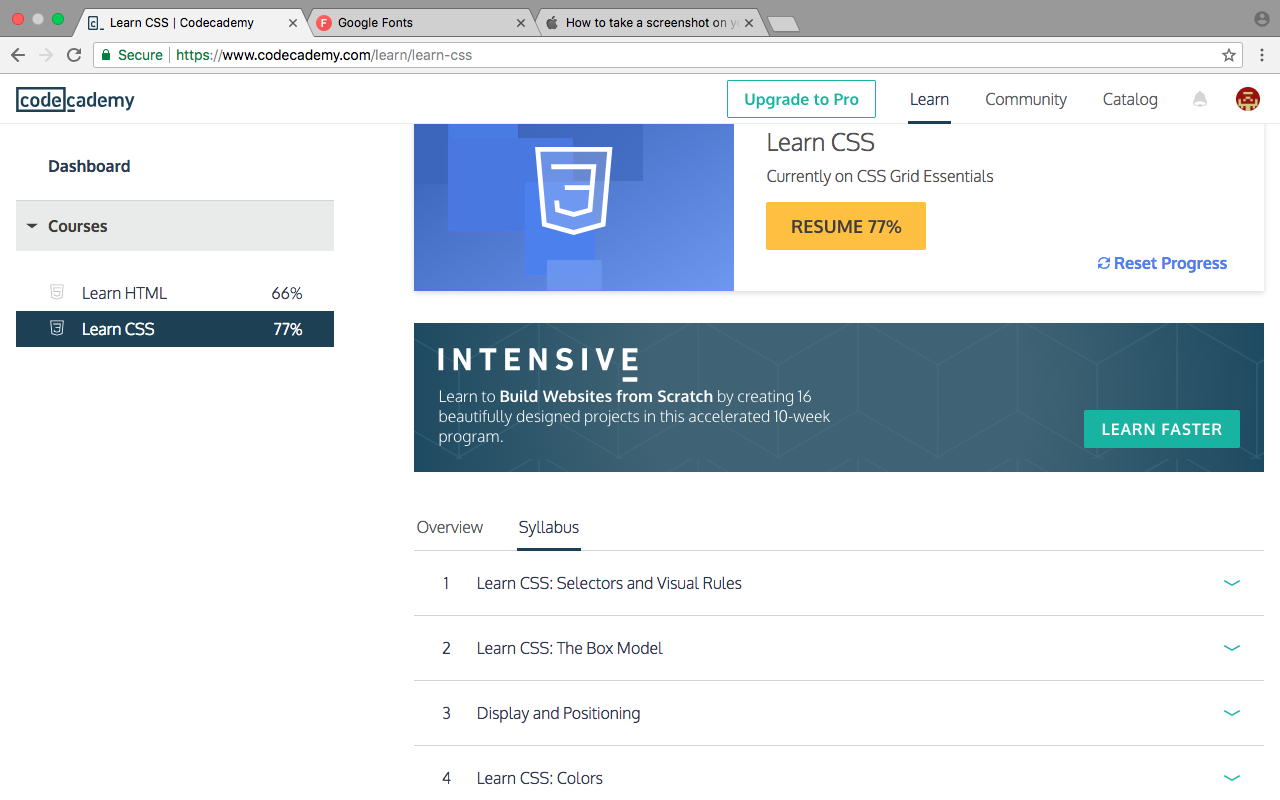 Learn CSS | Codecademy
Google Fonts
How to take a screenshot on
Secure
https://www.codecademy.com/learn/learn-css
codecademy
Upgrade to Pro
Learn
Community
Catalog
Dashboard
Courses
Learn HTML 66%
Learn CSS 77%
Learn CSS
Currently on CSS Grid Essentials
RESUME 77%
Reset Progress
INTENSIVE
Learn to Build Websites from Scratch by creating 16
beautifully designed projects in this accelerated 10-week
program.
LEARN FASTER
Overview
Syllabus
1 Learn CSS: Selectors and Visual Rules
2 Learn CSS: The Box Model
3 Display and Positioning
4 Learn CSS: Colors